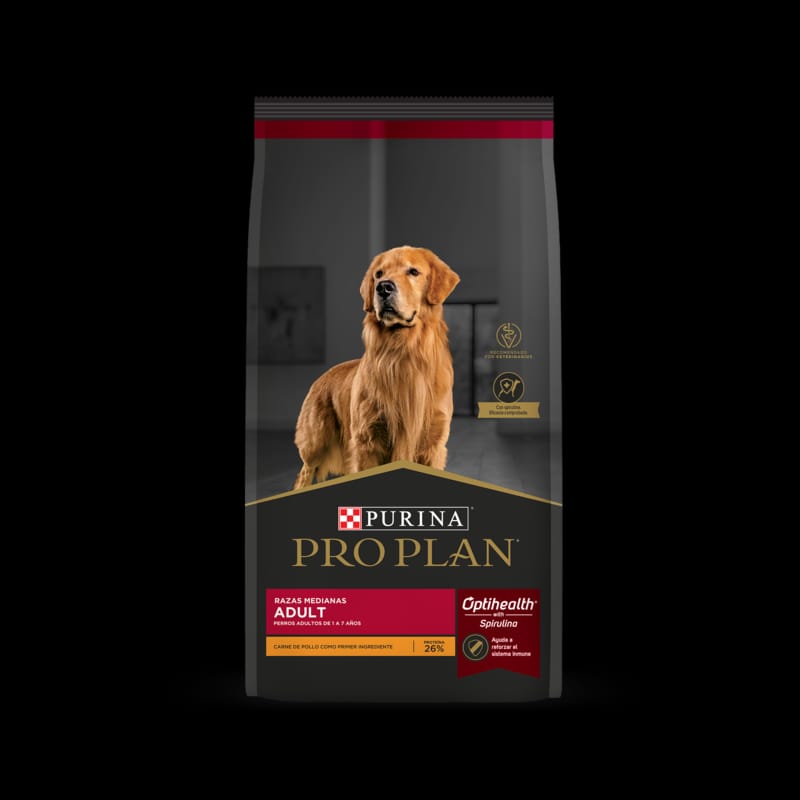 RECOMENDADO
POR VETERINARIOS
Con spirulina
Eficacia comprobada
PURINA
PRO PLAN
RAZAS MEDIANAS
ADULT
PERROS ADULTOS DE 1 A 7 AÑOS
CARNE DE POLLO COMO PRIMER INGREDIENTE
PROTEÍNA
26%
Optihealth
with
Spirulina
Ayuda a
reforzar el
sistema inmune